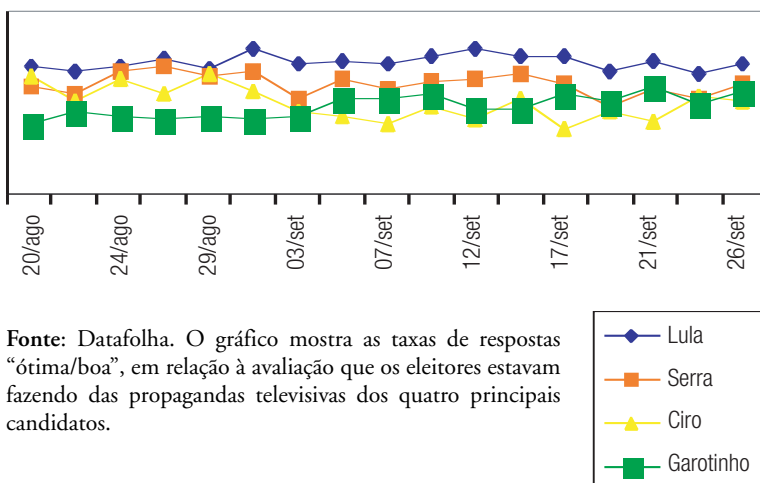 20/ago
24/ago
29/ago
03/set
07/set
12/set
17/set
21/set
26/set
Fonte: Datafolha. O gráfico mostra as taxas de respostas
“ótima/boa”, em relação à avaliação que os eleitores estavam
fazendo das propagandas televisivas dos quatro principais
candidatos.
Lula
Serra
Ciro
Garotinho